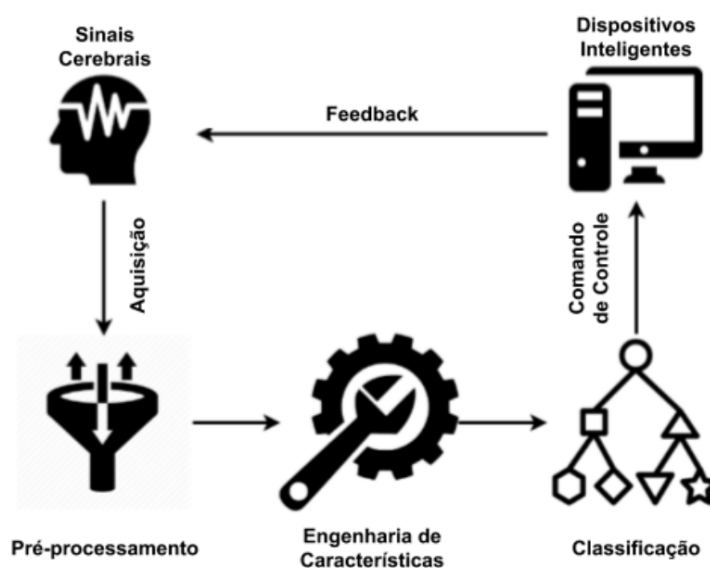 Sinais
Cerebrais
Dispositivos
Inteligentes
Feedback
Aquisição
Comando
de Controle
Pré-processamento
Engenharia de
Características
Classificação